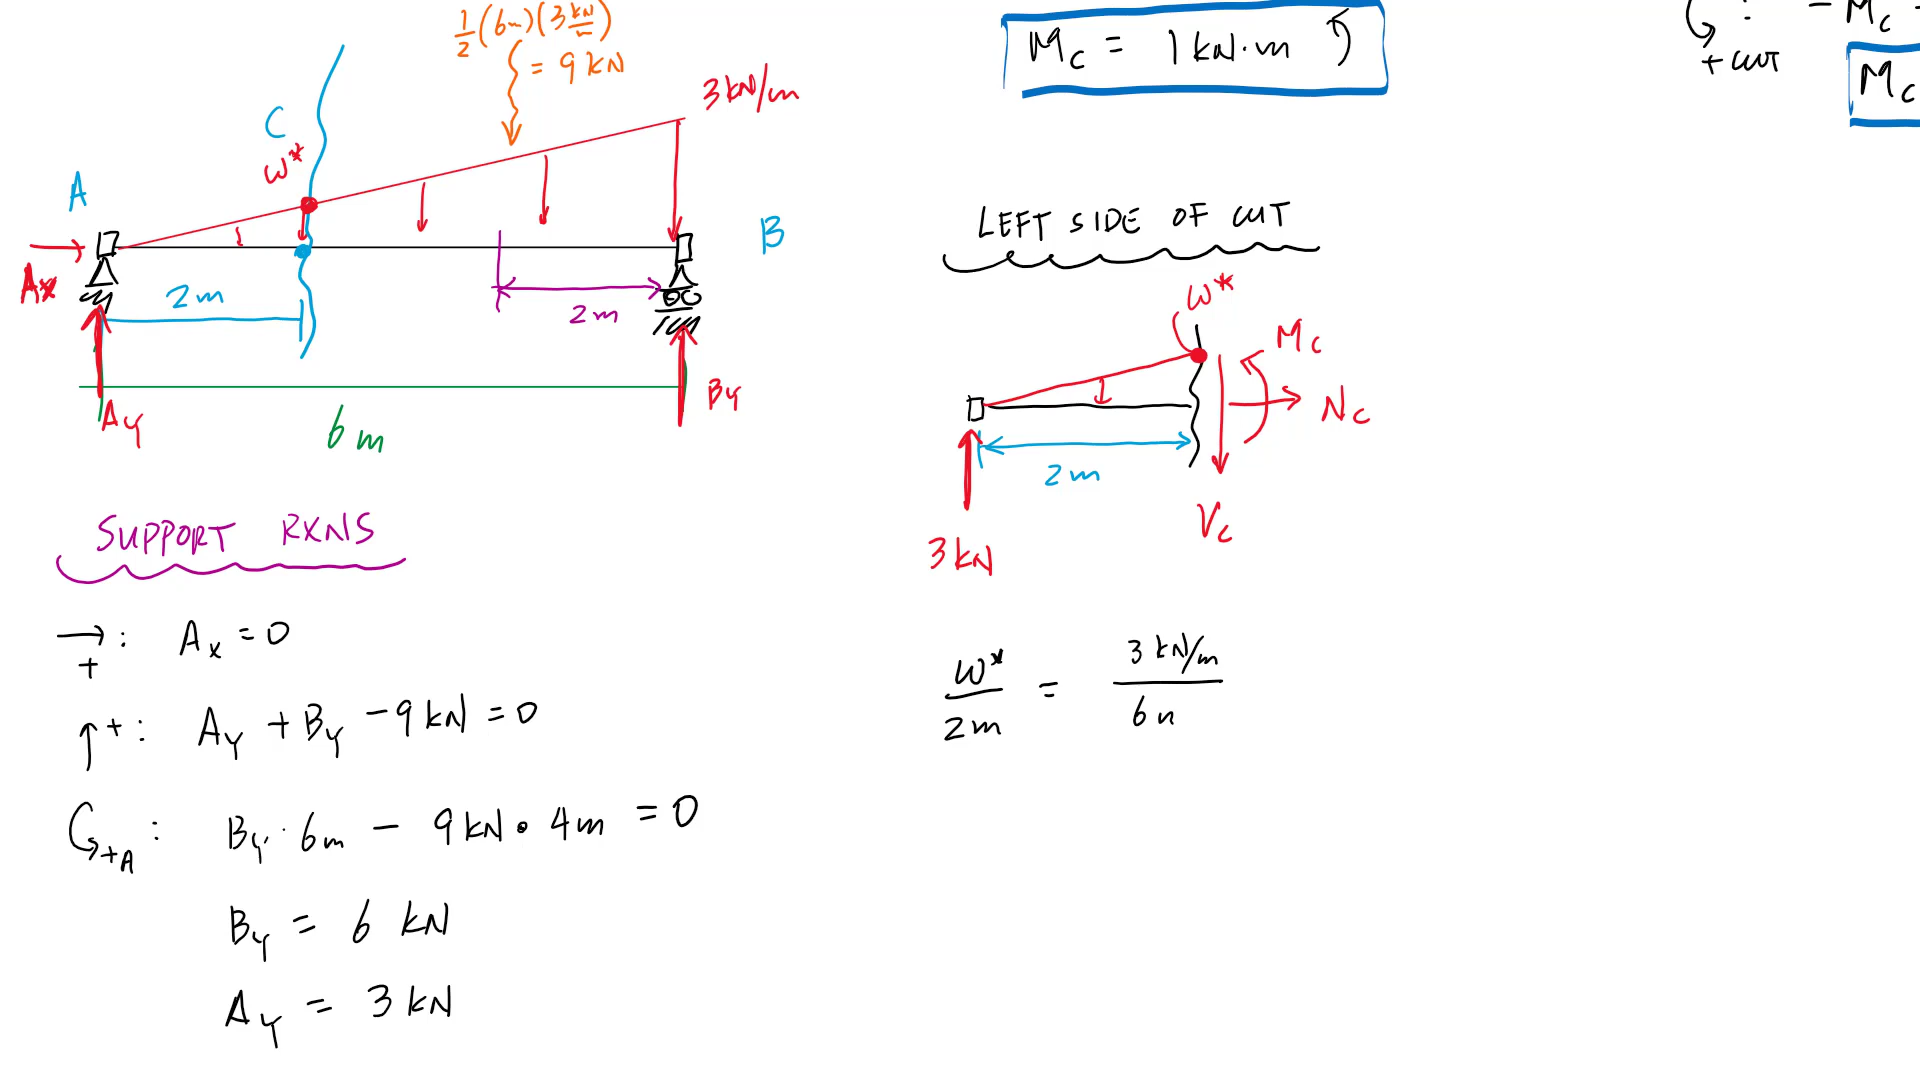 1/2 (6m)(3 kN/m)
= 9 kN
3 kN/m
C
w*
A
B
Ax
2m
2m
Ay
By
6m
SUPPORT RXNS
→+ : Ax = 0
↑+ : Ay + By - 9 kN = 0
↺+A : By · 6m - 9 kN • 4m = 0
By = 6 kN
Ay = 3 kN
Mc = 1 kN·m ↺
LEFT SIDE OF CUT
w*
Mc
Nc
2m
Vc
3 kN
w*/2m = 3 kN/m / 6m
: - Mc
+ CUT
Mc